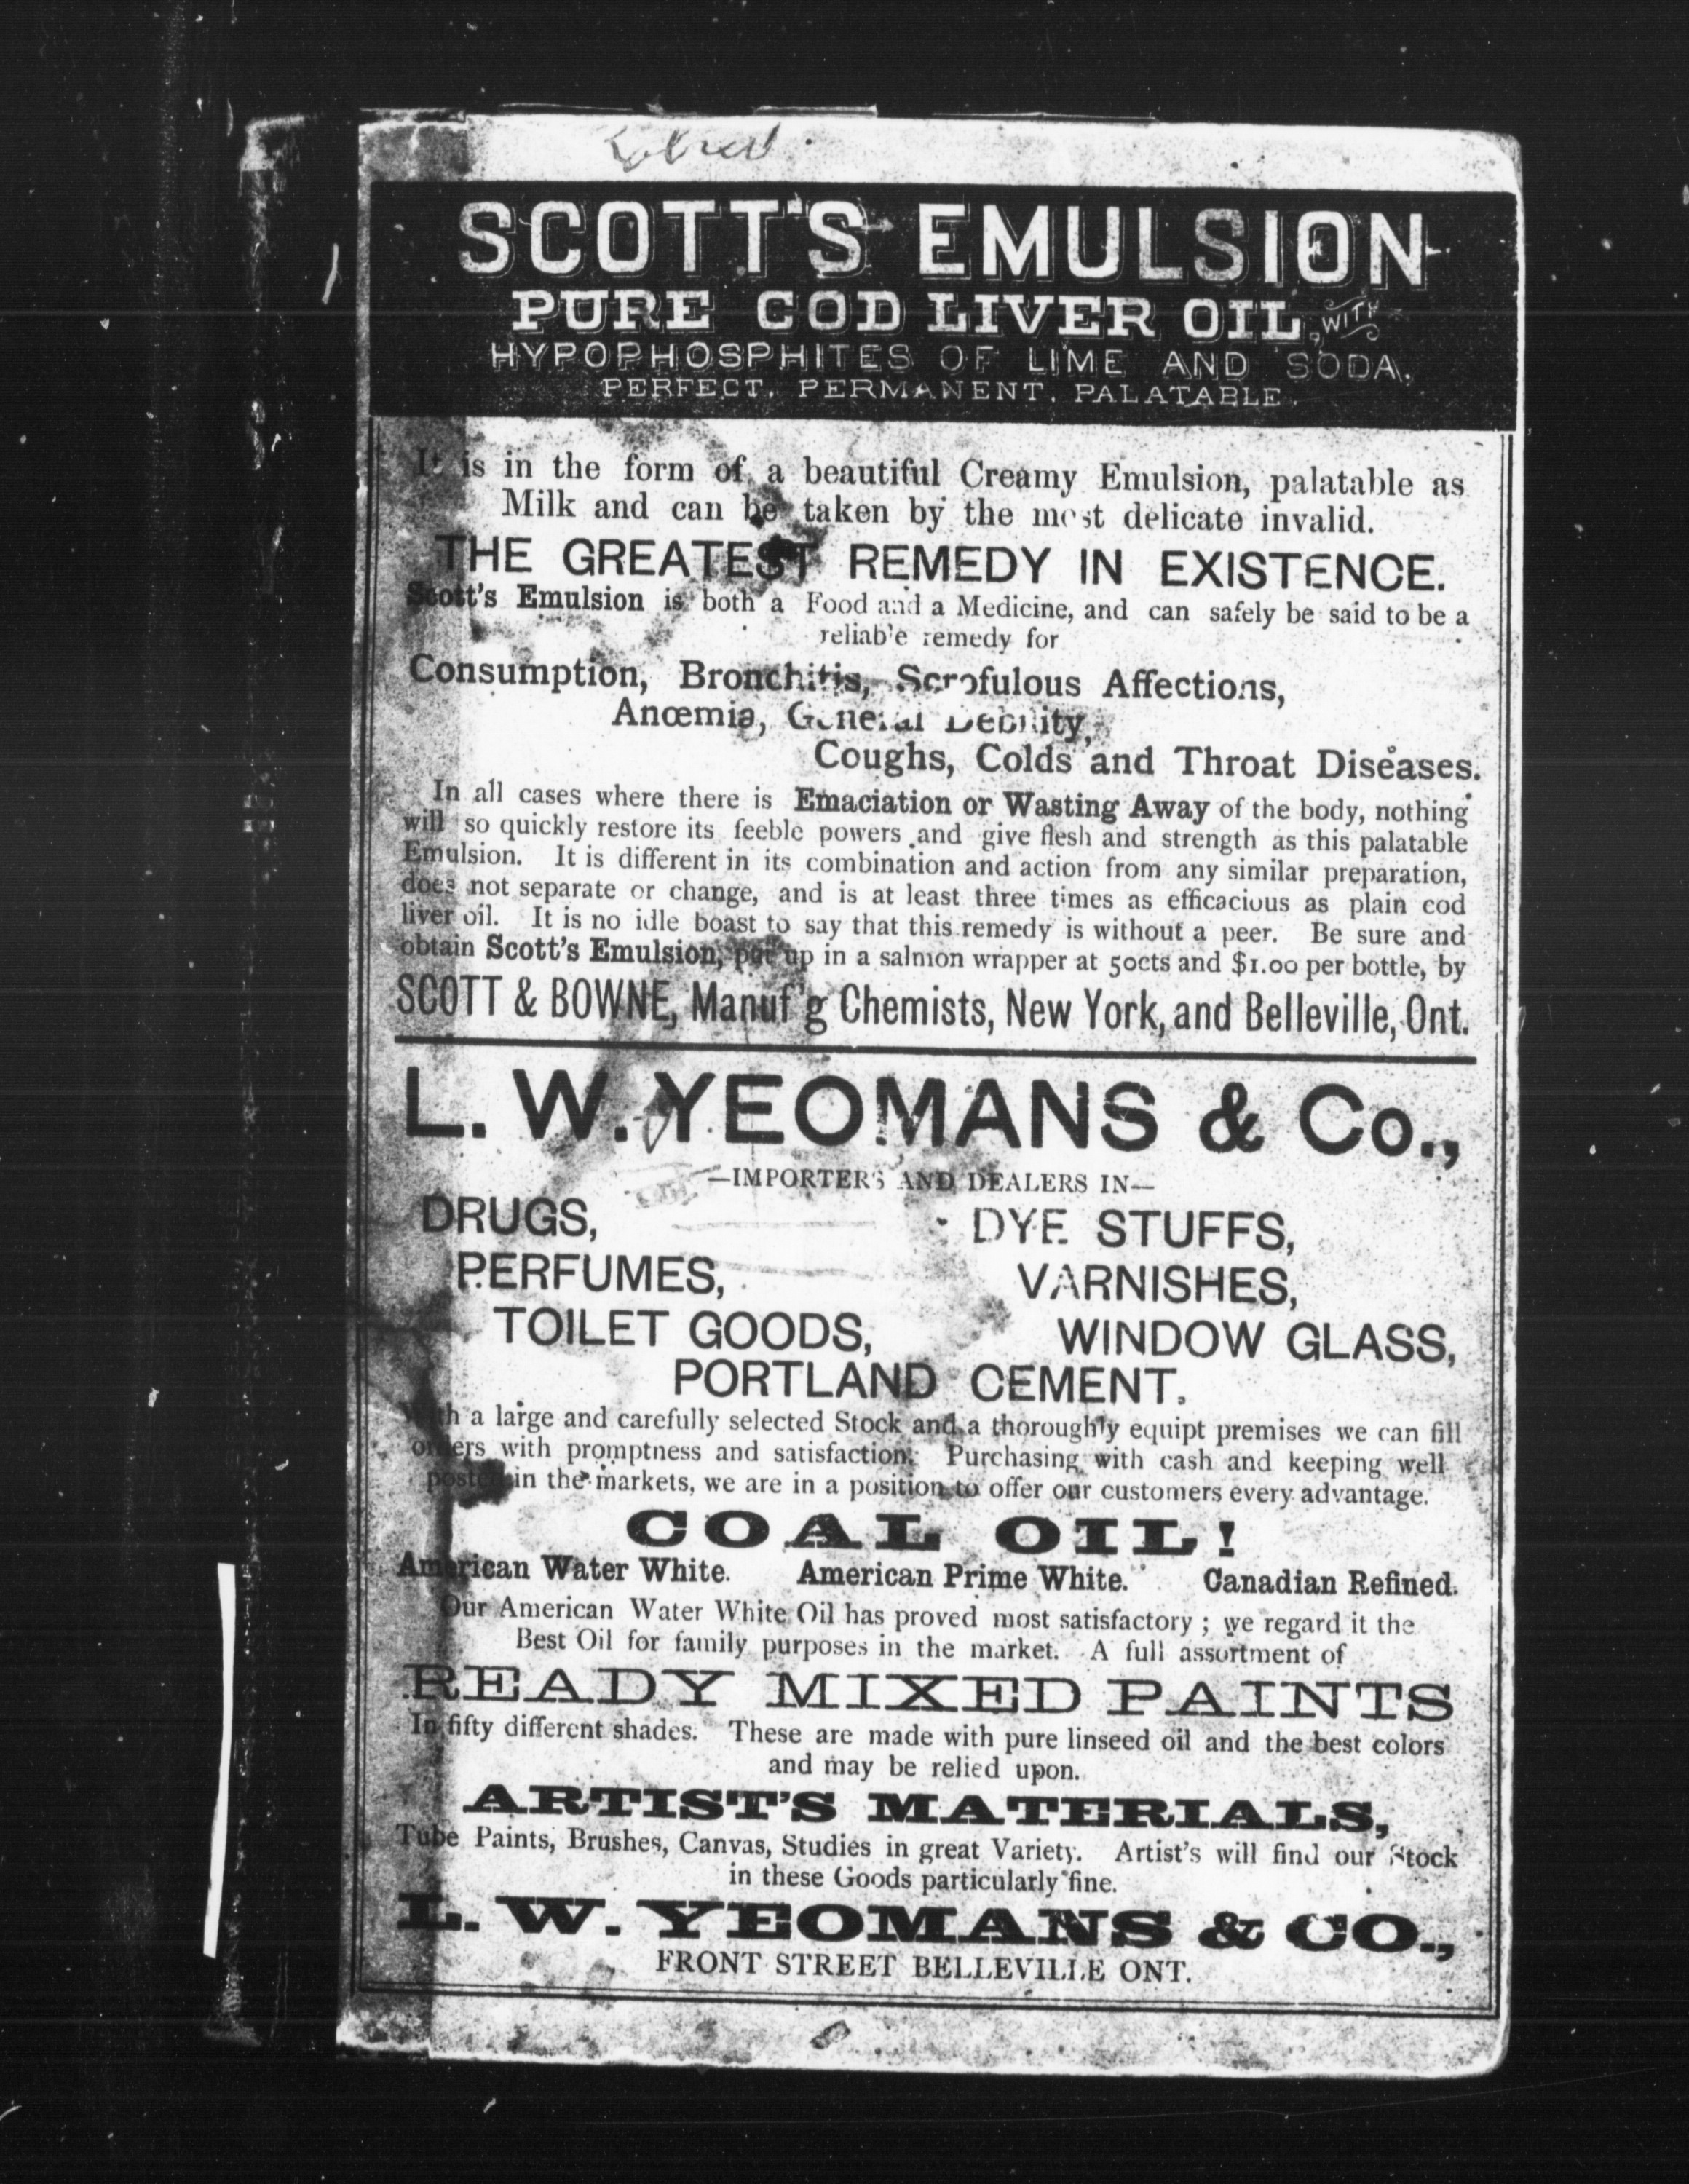 SCOTT'S EMULSION
PURE COD LIVER OIL, WITH
HYPOPHOSPHITES OF LIME AND SODA.
PERFECT, PERMANENT, PALATABLE.
It is in the form of a beautiful Creamy Emulsion, palatable as
Milk and can be taken by the most delicate invalid.
THE GREATEST REMEDY IN EXISTENCE.
Scott's Emulsion is both a Food and a Medicine, and can safely be said to be a
reliable remedy for
Consumption, Bronchitis, Scrofulous Affections,
Anœmia, General Debility,
Coughs, Colds and Throat Diseases.
In all cases where there is Emaciation or Wasting Away of the body, nothing
will so quickly restore its feeble powers and give flesh and strength as this palatable
Emulsion. It is different in its combination and action from any similar preparation,
does not separate or change, and is at least three times as efficacious as plain cod
liver oil. It is no idle boast to say that this remedy is without a peer. Be sure and
obtain Scott's Emulsion, put up in a salmon wrapper at 50cts and $1.00 per bottle, by
SCOTT & BOWNE, Manuf'g Chemists, New York, and Belleville, Ont.
L. W. YEOMANS & Co.,
—IMPORTERS AND DEALERS IN—
DRUGS, DYE STUFFS,
PERFUMES, VARNISHES,
TOILET GOODS, WINDOW GLASS,
PORTLAND CEMENT.
With a large and carefully selected Stock and a thoroughly equipt premises we can fill
orders with promptness and satisfaction. Purchasing with cash and keeping well
posted in the markets, we are in a position to offer our customers every advantage.
COAL OIL!
American Water White. American Prime White. Canadian Refined.
Our American Water White Oil has proved most satisfactory ; we regard it the
Best Oil for family purposes in the market. A full assortment of
READY MIXED PAINTS
In fifty different shades. These are made with pure linseed oil and the best colors
and may be relied upon.
ARTIST'S MATERIALS,
Tube Paints, Brushes, Canvas, Studies in great Variety. Artist's will find our Stock
in these Goods particularly fine.
L. W. YEOMANS & CO.,
FRONT STREET BELLEVILLE ONT.